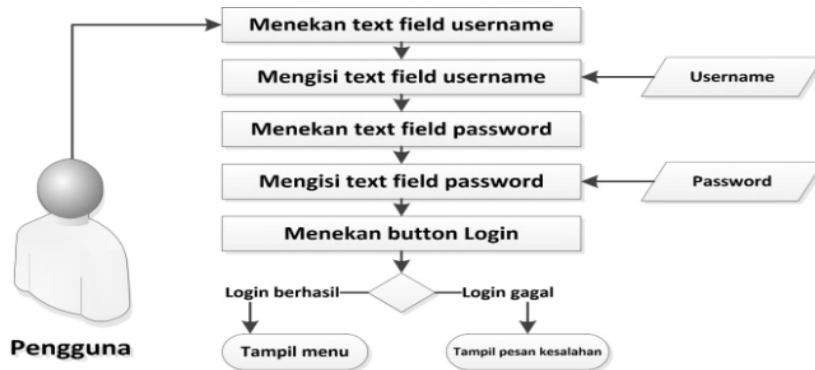 Menekan text field username
Mengisi text field username
Username
Menekan text field password
Mengisi text field password
Password
Menekan button Login
Login berhasil
Login gagal
Tampil menu
Tampil pesan kesalahan
Pengguna